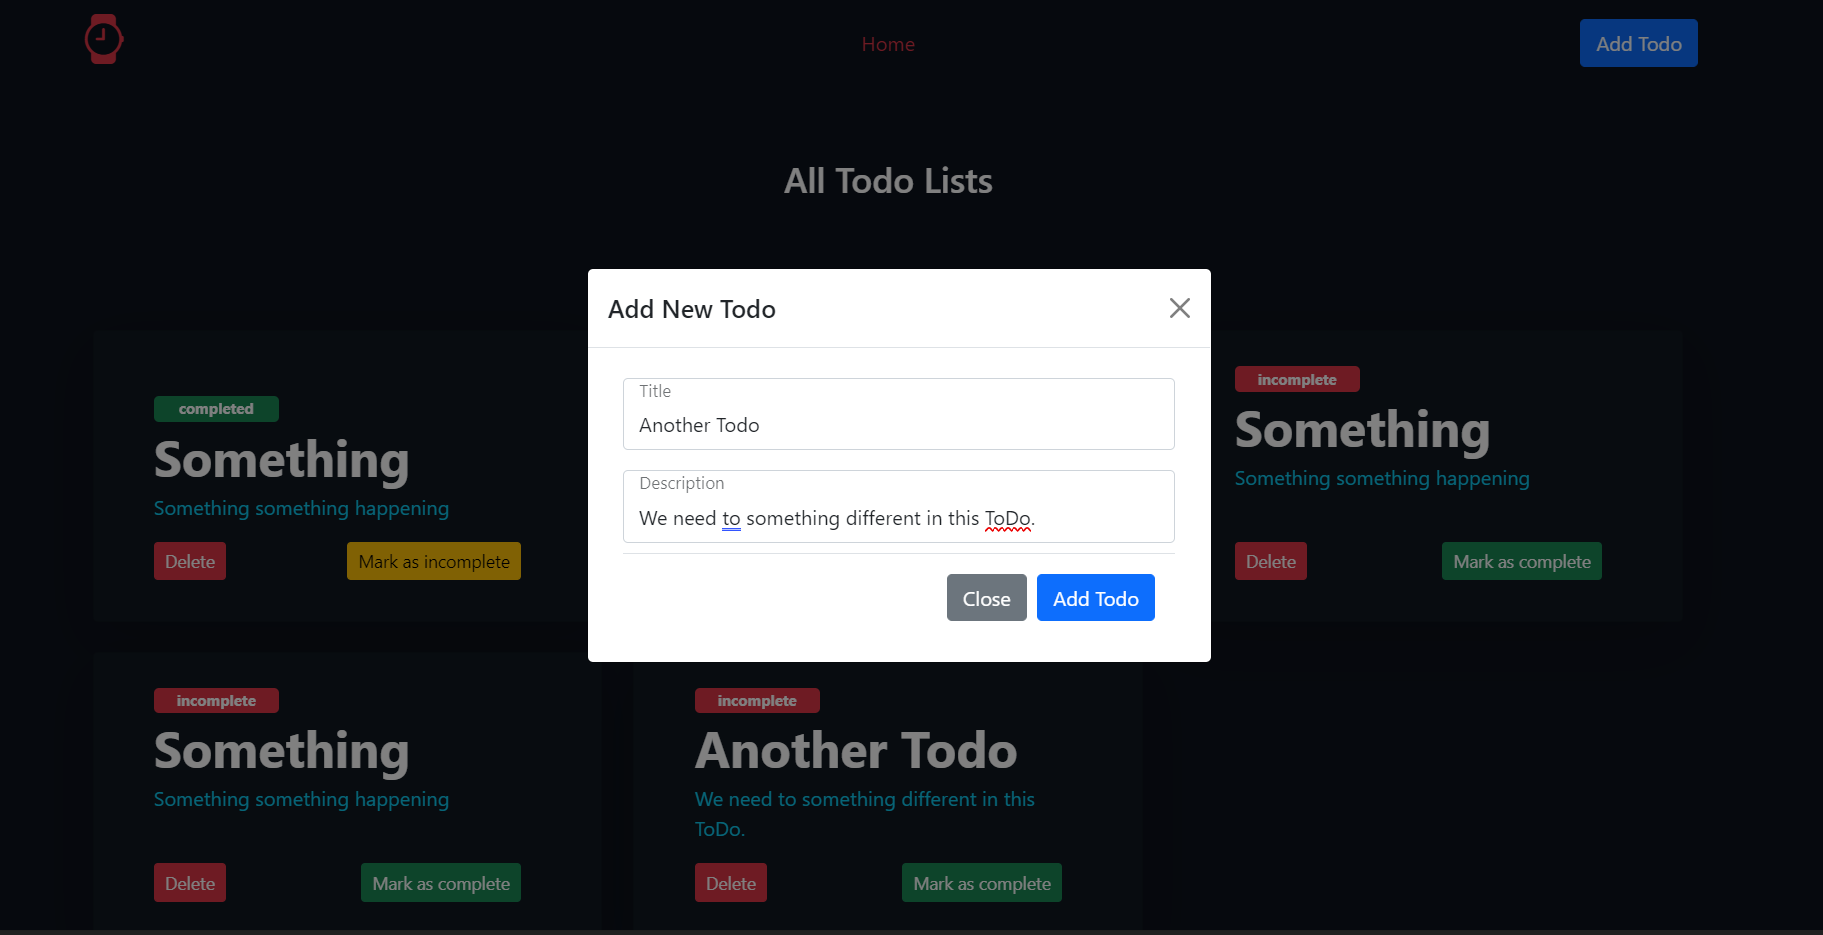 Home
Add Todo
All Todo Lists
Add New Todo
Title
Another Todo
Description
We need to something different in this ToDo.
Close
Add Todo
completed
Something
Something something happening
Delete
Mark as incomplete
incomplete
Something
Something something happening
Delete
Mark as complete
incomplete
Something
Something something happening
Delete
Mark as complete
incomplete
Another Todo
We need to something different in this
ToDo.
Delete
Mark as complete